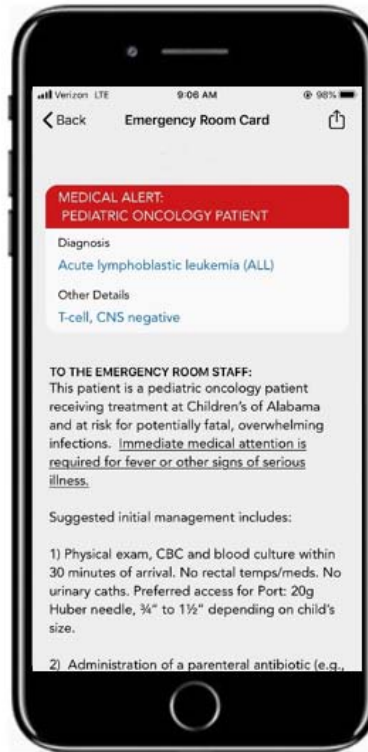 Verizon LTE 9:06 AM 98%
Back Emergency Room Card
MEDICAL ALERT:
PEDIATRIC ONCOLOGY PATIENT
Diagnosis
Acute lymphoblastic leukemia (ALL)
Other Details
T-cell, CNS negative
TO THE EMERGENCY ROOM STAFF:
This patient is a pediatric oncology patient
receiving treatment at Children's of Alabama
and at risk for potentially fatal, overwhelming
infections. Immediate medical attention is
required for fever or other signs of serious
illness.
Suggested initial management includes:
1) Physical exam, CBC and blood culture within
30 minutes of arrival. No rectal temps/meds. No
urinary caths. Preferred access for Port: 20g
Huber needle, ¾" to 1½" depending on child's
size.
2) Administration of a parenteral antibiotic (e.g.,